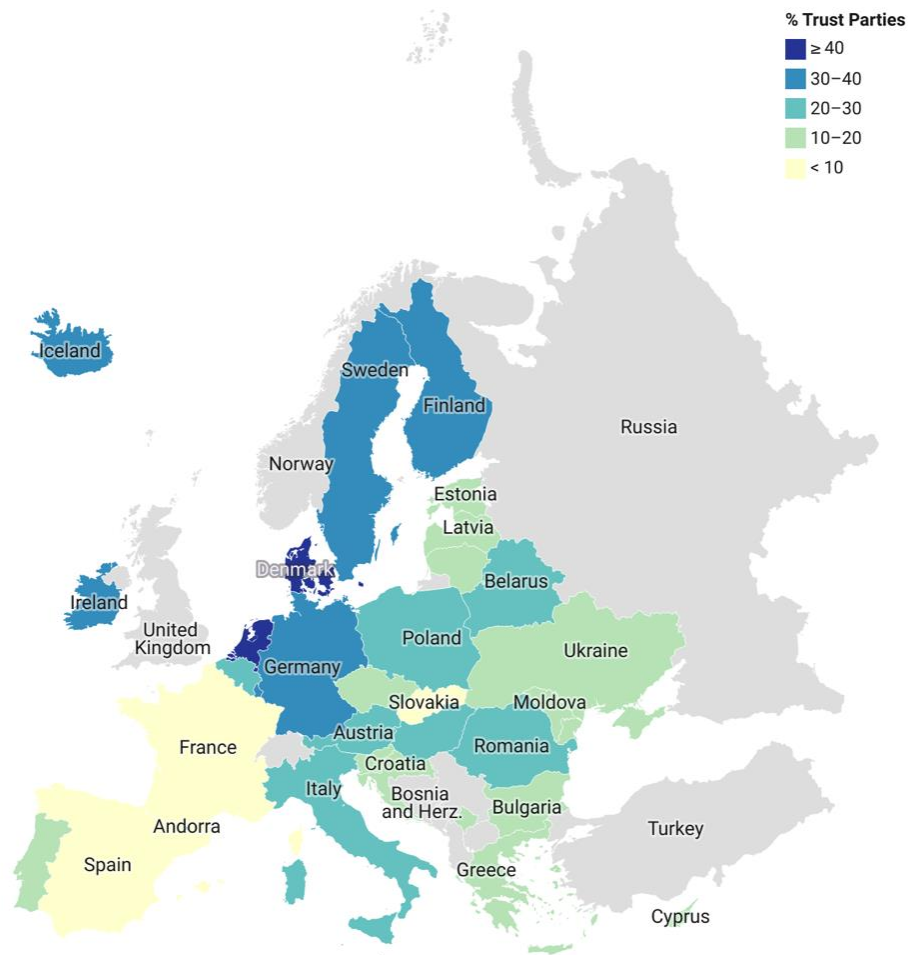 % Trust Parties
≥ 40
30–40
20–30
10–20
< 10
Iceland
Sweden
Finland
Russia
Norway
Estonia
Latvia
Denmark
Belarus
Ireland
United
Kingdom
Poland
Ukraine
Germany
Slovakia
Moldova
Austria
France
Romania
Croatia
Italy
Bosnia
and Herz.
Bulgaria
Andorra
Turkey
Spain
Greece
Cyprus